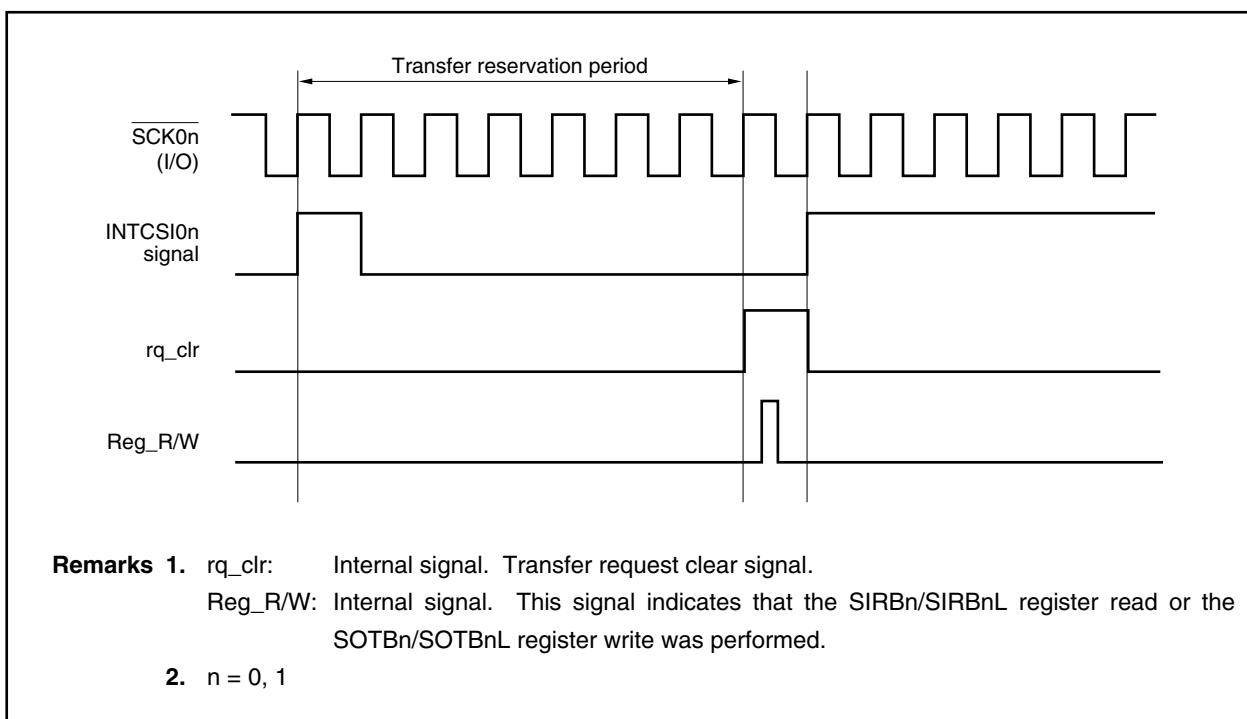 Transfer reservation period
SCK0n
(I/O)
INTCSI0n
signal
rq_clr
Reg_R/W
Remarks 1. rq_clr: Internal signal. Transfer request clear signal.
Reg_R/W: Internal signal. This signal indicates that the SIRBn/SIRBnL register read or the
SOTBn/SOTBnL register write was performed.
2. n = 0, 1